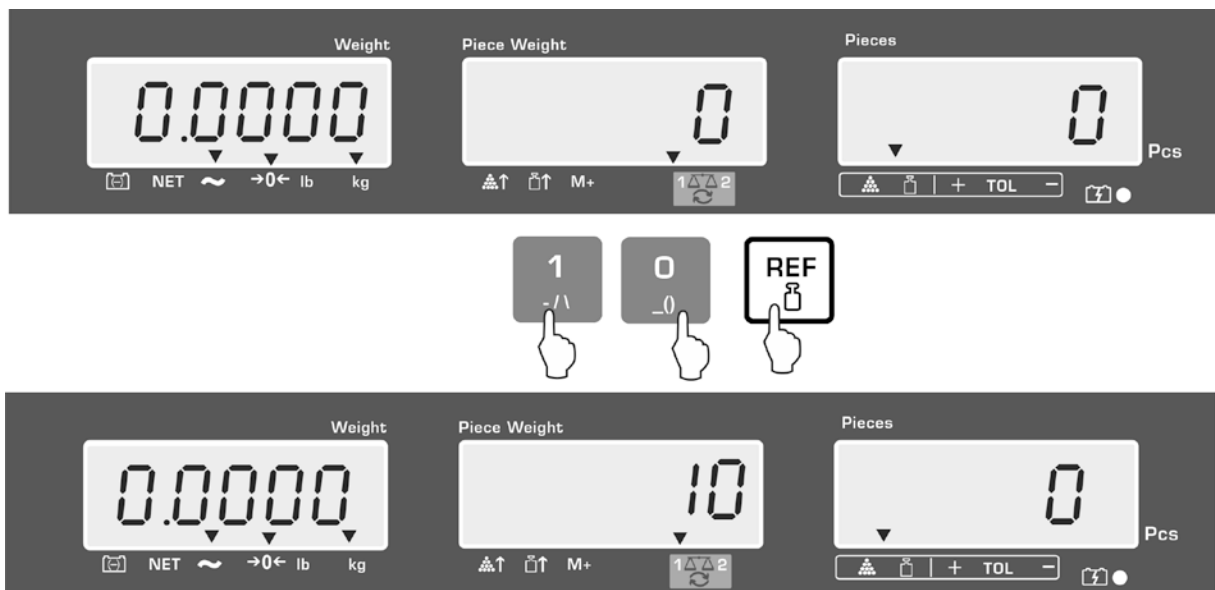 Weight Piece Weight Pieces
0.0000 0 0
Pcs
NET ~ →0← lb kg ↑ ↑ M+ 1 2 + TOL −
1 0 REF
-/\ _()
Weight Piece Weight Pieces
0.0000 10 0
Pcs
NET ~ →0← lb kg ↑ ↑ M+ 1 2 + TOL −